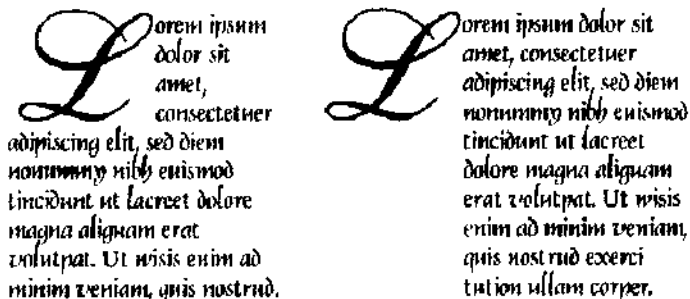 Lorem ipsum
dolor sit
amet,
consectetuer
adipiscing elit, sed diem
nonummy nibh euismod
tincidunt ut lacreet dolore
magna aliguam erat
volutpat. Ut wisis enim ad
minim veniam, quis nostrud.
Lorem ipsum dolor sit
amet, consectetuer
adipiscing elit, sed diem
nonummy nibh euismod
tincidunt ut lacreet
dolore magna aliguam
erat volutpat. Ut wisis
enim ad minim veniam,
quis nostrud exerci
tution ullam corper.